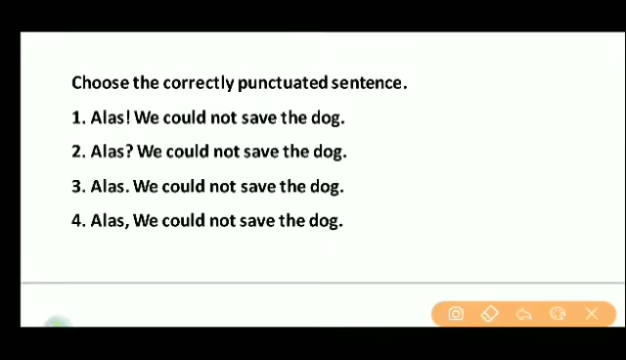 Choose the correctly punctuated sentence.
1. Alas! We could not save the dog.
2. Alas? We could not save the dog.
3. Alas. We could not save the dog.
4. Alas, We could not save the dog.